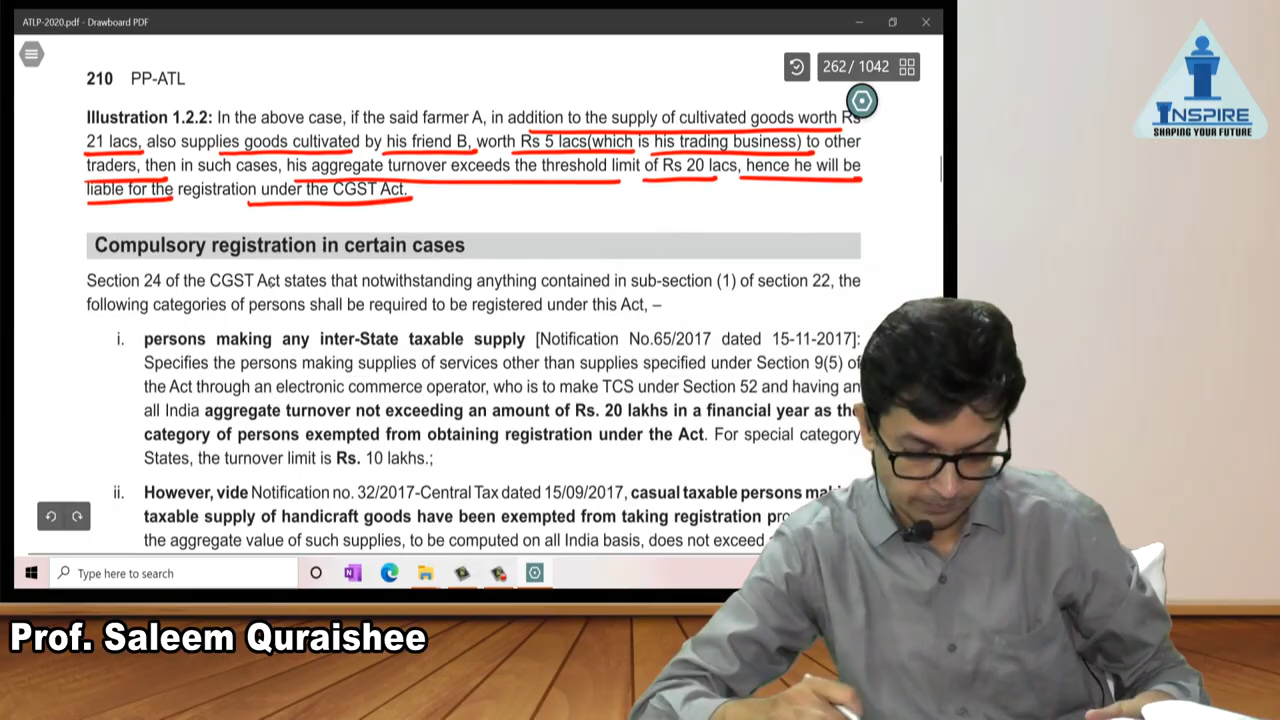 ATLP-2020.pdf - Drawboard PDF
210 PP-ATL
262 / 1042
Illustration 1.2.2: In the above case, if the said farmer A, in addition to the supply of cultivated goods worth Rs
21 lacs, also supplies goods cultivated by his friend B, worth Rs 5 lacs(which is his trading business) to other
traders, then in such cases, his aggregate turnover exceeds the threshold limit of Rs 20 lacs, hence he will be
liable for the registration under the CGST Act.
Compulsory registration in certain cases
Section 24 of the CGST Act states that notwithstanding anything contained in sub-section (1) of section 22, the
following categories of persons shall be required to be registered under this Act, –
i. persons making any inter-State taxable supply [Notification No.65/2017 dated 15-11-2017]:
Specifies the persons making supplies of services other than supplies specified under Section 9(5) of
the Act through an electronic commerce operator, who is to make TCS under Section 52 and having an
all India aggregate turnover not exceeding an amount of Rs. 20 lakhs in a financial year as the
category of persons exempted from obtaining registration under the Act. For special category
States, the turnover limit is Rs. 10 lakhs.;
ii. However, vide Notification no. 32/2017-Central Tax dated 15/09/2017, casual taxable persons
taxable supply of handicraft goods have been exempted from taking registration
the aggregate value of such supplies, to be computed on all India basis, does not exceed
Type here to search
Prof. Saleem Quraishee
INSPIRE
SHAPING YOUR FUTURE